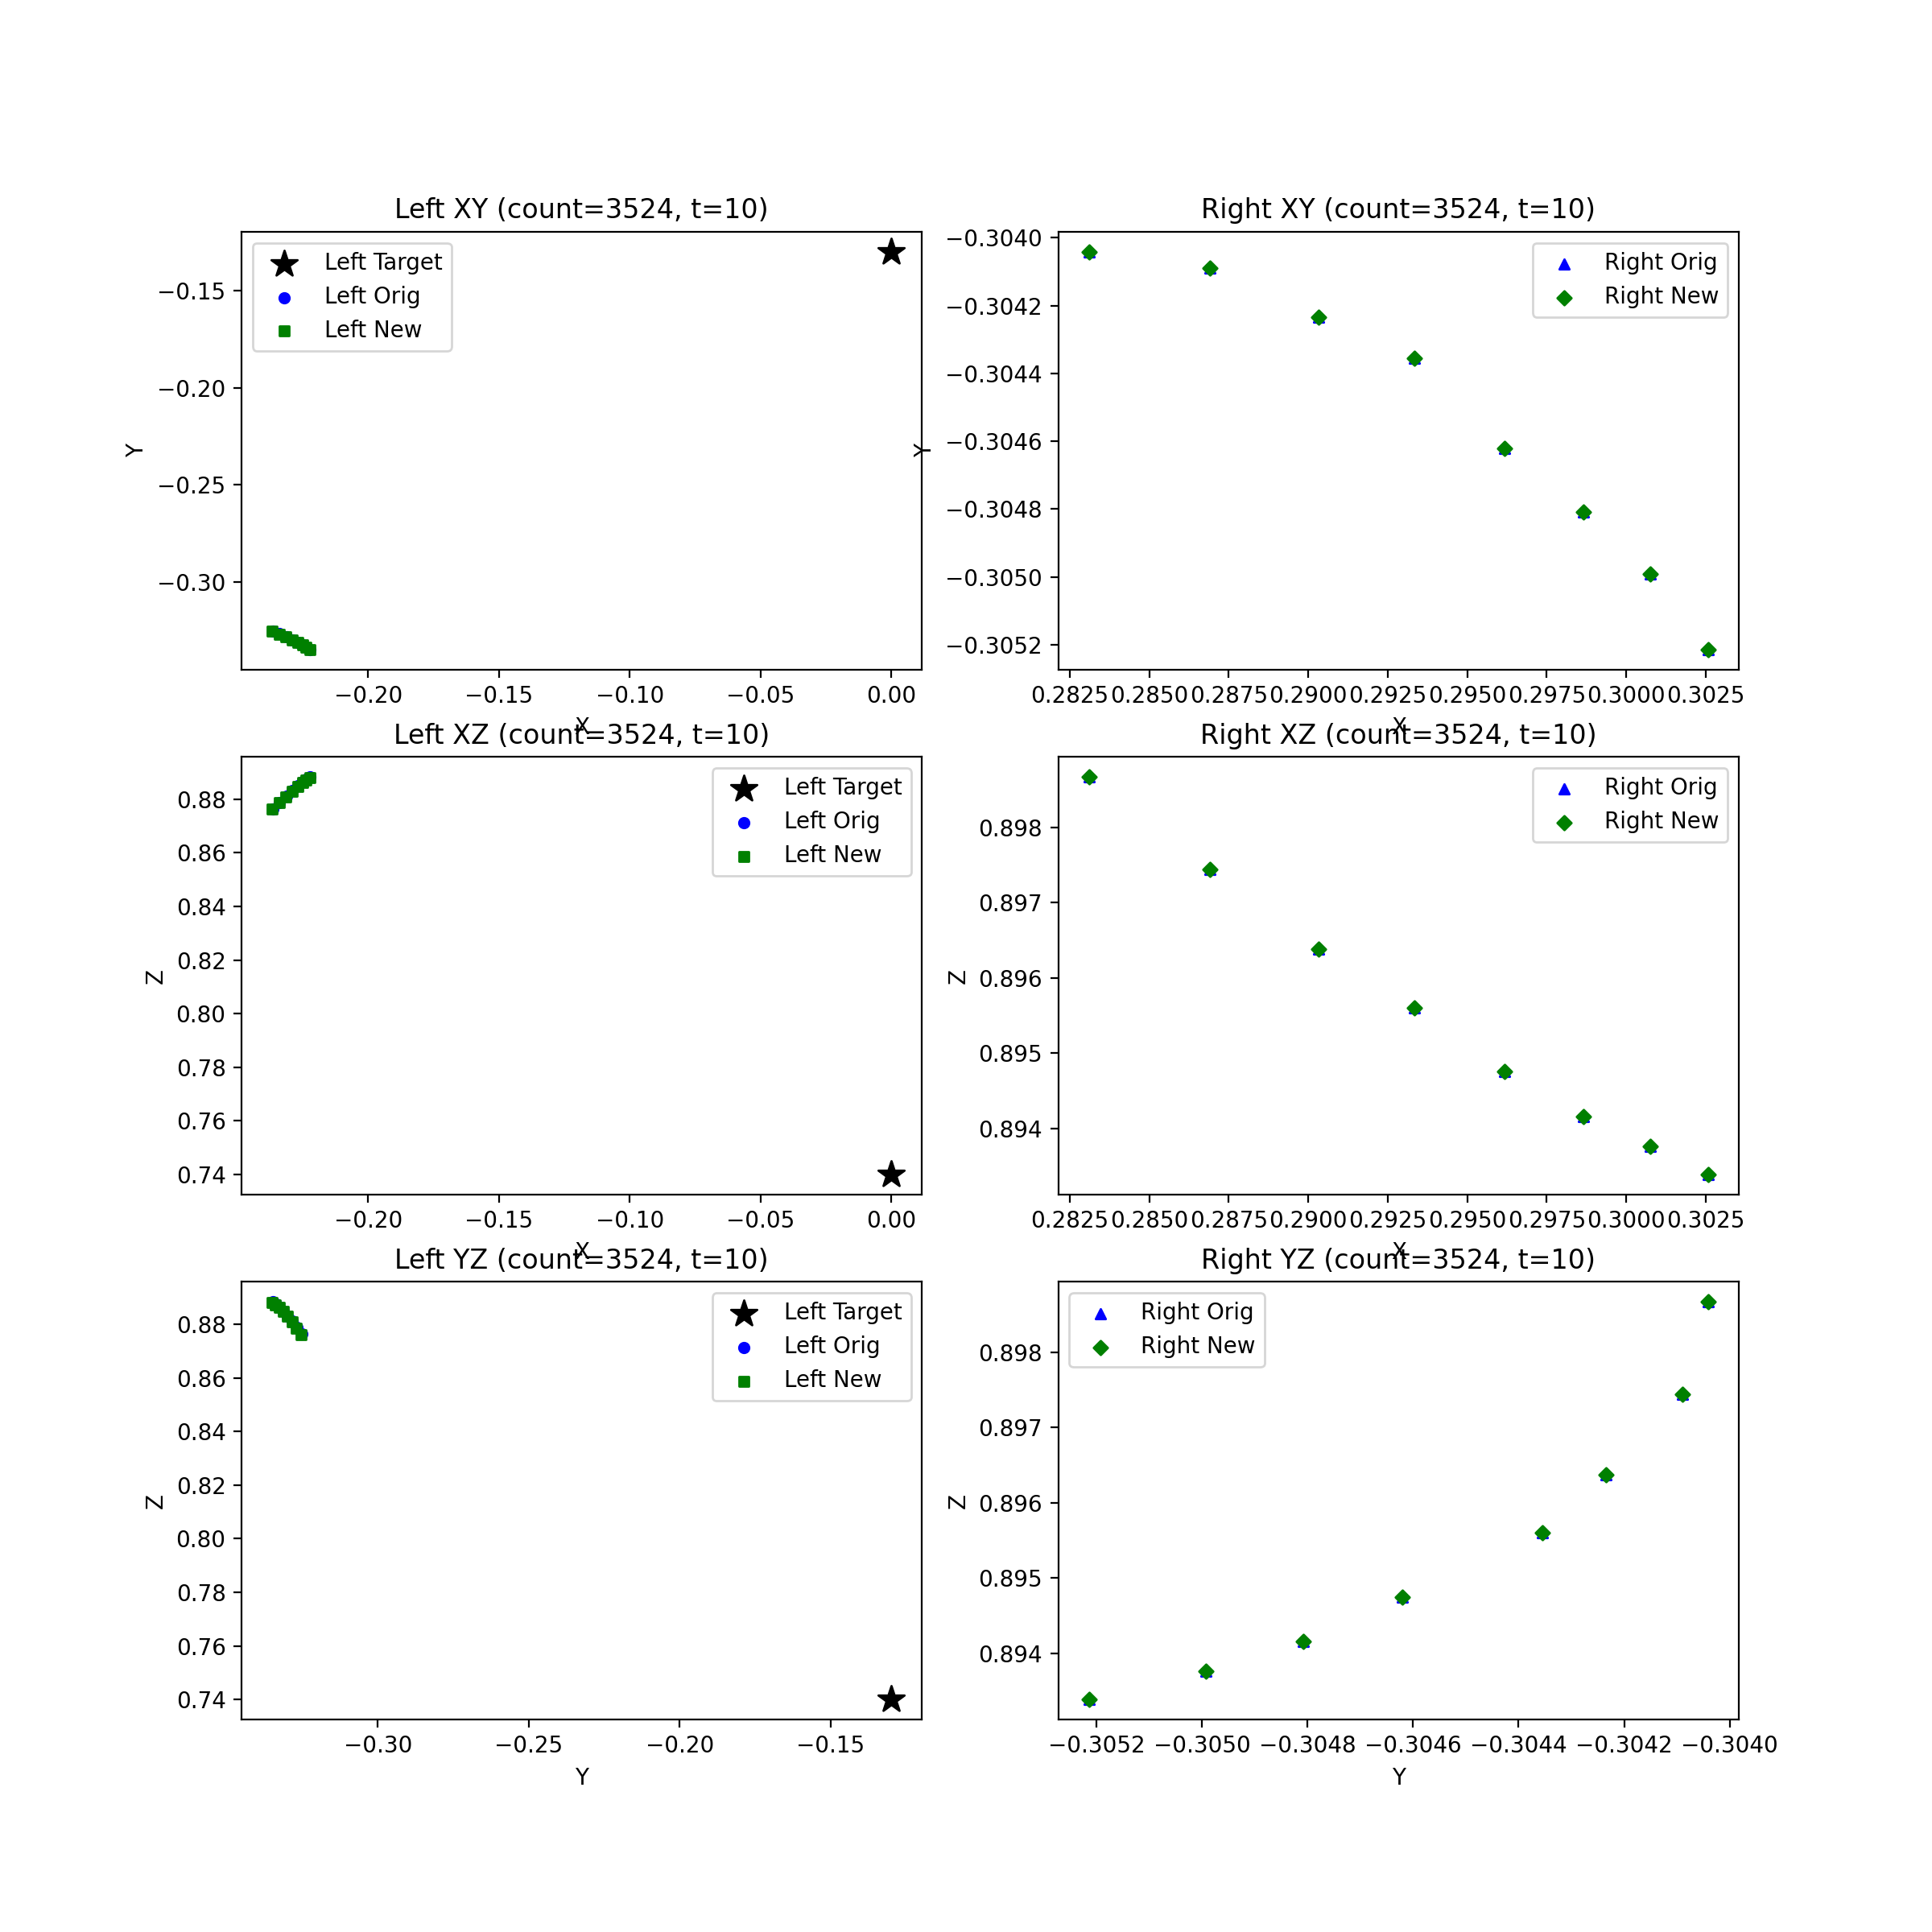 Left XY (count=3524, t=10)
Left Target
Left Orig
Left New
−0.15
−0.20
−0.25
−0.30
Y
−0.20 −0.15 −0.10 −0.05 0.00
X
Right XY (count=3524, t=10)
Right Orig
Right New
−0.3040
−0.3042
−0.3044
−0.3046
−0.3048
−0.3050
−0.3052
Y
0.2825 0.2850 0.2875 0.2900 0.2925 0.2950 0.2975 0.3000 0.3025
X
Left XZ (count=3524, t=10)
Left Target
Left Orig
Left New
0.88
0.86
0.84
0.82
0.80
0.78
0.76
0.74
Z
−0.20 −0.15 −0.10 −0.05 0.00
X
Right XZ (count=3524, t=10)
Right Orig
Right New
0.898
0.897
0.896
0.895
0.894
Z
0.2825 0.2850 0.2875 0.2900 0.2925 0.2950 0.2975 0.3000 0.3025
X
Left YZ (count=3524, t=10)
Left Target
Left Orig
Left New
0.88
0.86
0.84
0.82
0.80
0.78
0.76
0.74
Z
−0.30 −0.25 −0.20 −0.15
Y
Right YZ (count=3524, t=10)
Right Orig
Right New
0.898
0.897
0.896
0.895
0.894
Z
−0.3052 −0.3050 −0.3048 −0.3046 −0.3044 −0.3042 −0.3040
Y